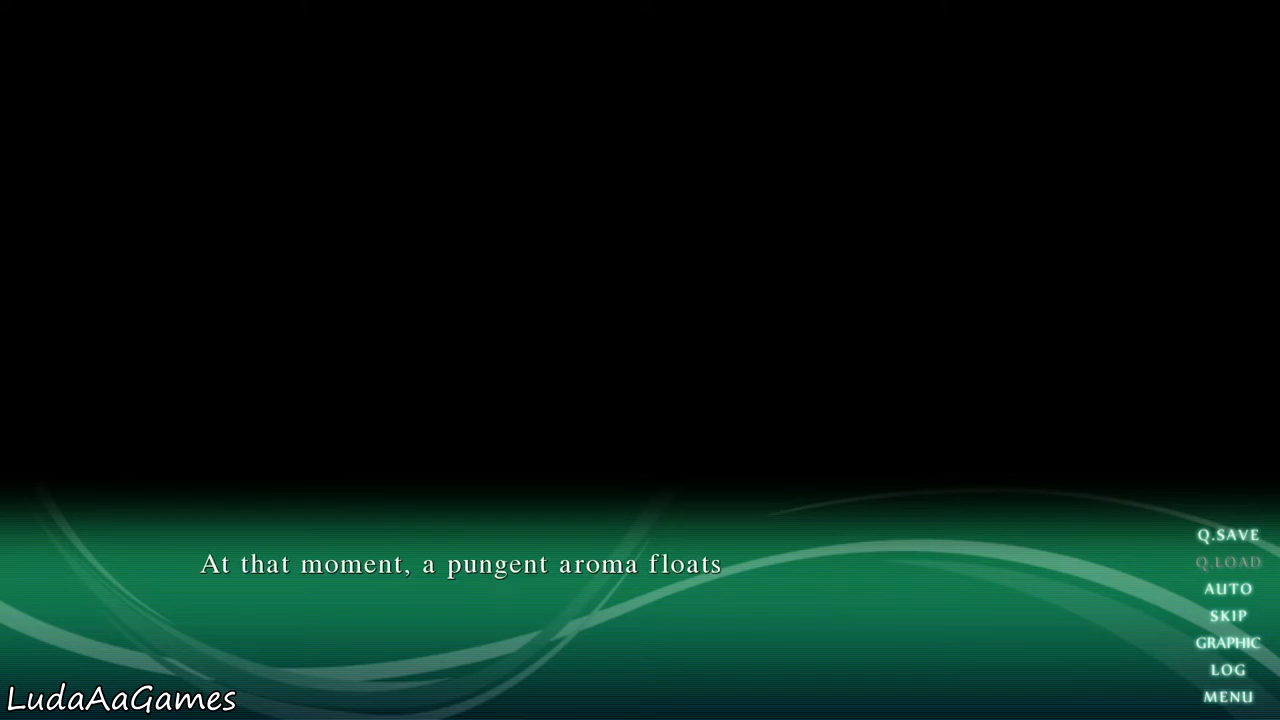 At that moment, a pungent aroma floats
Q.SAVE
Q.LOAD
AUTO
SKIP
GRAPHIC
LOG
MENU
LudaAaGames